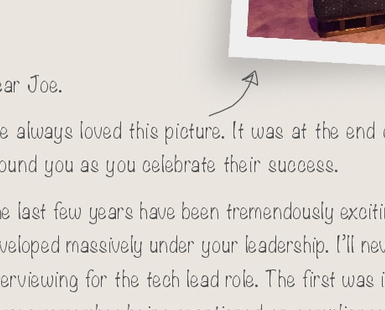 ear Joe.
e always loved this picture. It was at the end
ound you as you celebrate their success.
e last few years have been tremendously exciti
veloped massively under your leadership. I'll nev
erviewing for the tech lead role. The first was i